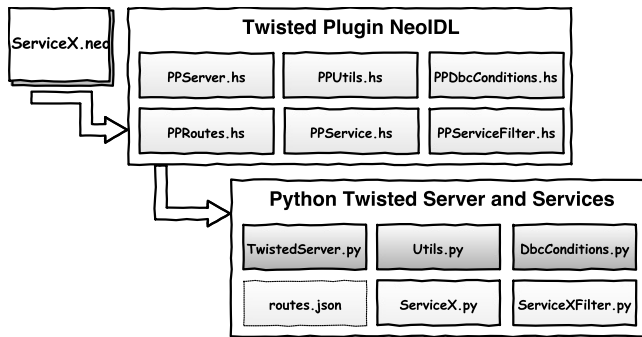 ServiceX.neo
Twisted Plugin NeoIDL
PPServer.hs
PPUtils.hs
PPDbcConditions.hs
PPRoutes.hs
PPService.hs
PPServiceFilter.hs
Python Twisted Server and Services
TwistedServer.py
Utils.py
DbcConditions.py
routes.json
ServiceX.py
ServiceXFilter.py